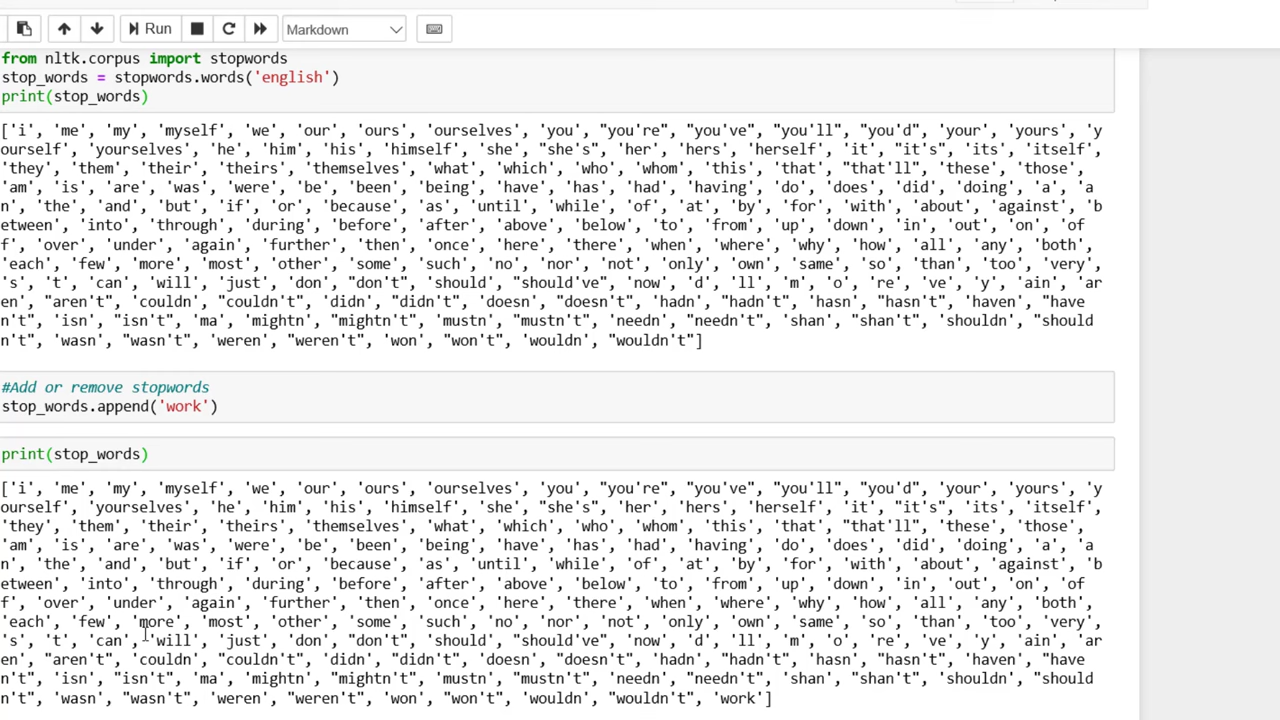 Run
Markdown
from nltk.corpus import stopwords
stop_words = stopwords.words('english')
print(stop_words)
['i', 'me', 'my', 'myself', 'we', 'our', 'ours', 'ourselves', 'you', "you're", "you've", "you'll", "you'd", 'your', 'yours', 'y
ourself', 'yourselves', 'he', 'him', 'his', 'himself', 'she', "she's", 'her', 'hers', 'herself', 'it', "it's", 'its', 'itself',
'they', 'them', 'their', 'theirs', 'themselves', 'what', 'which', 'who', 'whom', 'this', 'that', "that'll", 'these', 'those',
'am', 'is', 'are', 'was', 'were', 'be', 'been', 'being', 'have', 'has', 'had', 'having', 'do', 'does', 'did', 'doing', 'a', 'a
n', 'the', 'and', 'but', 'if', 'or', 'because', 'as', 'until', 'while', 'of', 'at', 'by', 'for', 'with', 'about', 'against', 'b
etween', 'into', 'through', 'during', 'before', 'after', 'above', 'below', 'to', 'from', 'up', 'down', 'in', 'out', 'on', 'of
f', 'over', 'under', 'again', 'further', 'then', 'once', 'here', 'there', 'when', 'where', 'why', 'how', 'all', 'any', 'both',
'each', 'few', 'more', 'most', 'other', 'some', 'such', 'no', 'nor', 'not', 'only', 'own', 'same', 'so', 'than', 'too', 'very',
's', 't', 'can', 'will', 'just', 'don', "don't", 'should', "should've", 'now', 'd', 'll', 'm', 'o', 're', 've', 'y', 'ain', 'ar
en', "aren't", 'couldn', "couldn't", 'didn', "didn't", 'doesn', "doesn't", 'hadn', "hadn't", 'hasn', "hasn't", 'haven', "have
n't", 'isn', "isn't", 'ma', 'mightn', "mightn't", 'mustn', "mustn't", 'needn', "needn't", 'shan', "shan't", 'shouldn', "should
n't", 'wasn', "wasn't", 'weren', "weren't", 'won', "won't", 'wouldn', "wouldn't"]
#Add or remove stopwords
stop_words.append('work')
print(stop_words)
['i', 'me', 'my', 'myself', 'we', 'our', 'ours', 'ourselves', 'you', "you're", "you've", "you'll", "you'd", 'your', 'yours', 'y
ourself', 'yourselves', 'he', 'him', 'his', 'himself', 'she', "she's", 'her', 'hers', 'herself', 'it', "it's", 'its', 'itself',
'they', 'them', 'their', 'theirs', 'themselves', 'what', 'which', 'who', 'whom', 'this', 'that', "that'll", 'these', 'those',
'am', 'is', 'are', 'was', 'were', 'be', 'been', 'being', 'have', 'has', 'had', 'having', 'do', 'does', 'did', 'doing', 'a', 'a
n', 'the', 'and', 'but', 'if', 'or', 'because', 'as', 'until', 'while', 'of', 'at', 'by', 'for', 'with', 'about', 'against', 'b
etween', 'into', 'through', 'during', 'before', 'after', 'above', 'below', 'to', 'from', 'up', 'down', 'in', 'out', 'on', 'of
f', 'over', 'under', 'again', 'further', 'then', 'once', 'here', 'there', 'when', 'where', 'why', 'how', 'all', 'any', 'both',
'each', 'few', 'more', 'most', 'other', 'some', 'such', 'no', 'nor', 'not', 'only', 'own', 'same', 'so', 'than', 'too', 'very',
's', 't', 'can', 'will', 'just', 'don', "don't", 'should', "should've", 'now', 'd', 'll', 'm', 'o', 're', 've', 'y', 'ain', 'ar
en', "aren't", 'couldn', "couldn't", 'didn', "didn't", 'doesn', "doesn't", 'hadn', "hadn't", 'hasn', "hasn't", 'haven', "have
n't", 'isn', "isn't", 'ma', 'mightn', "mightn't", 'mustn', "mustn't", 'needn', "needn't", 'shan', "shan't", 'shouldn', "should
n't", 'wasn', "wasn't", 'weren', "weren't", 'won', "won't", 'wouldn', "wouldn't", 'work']